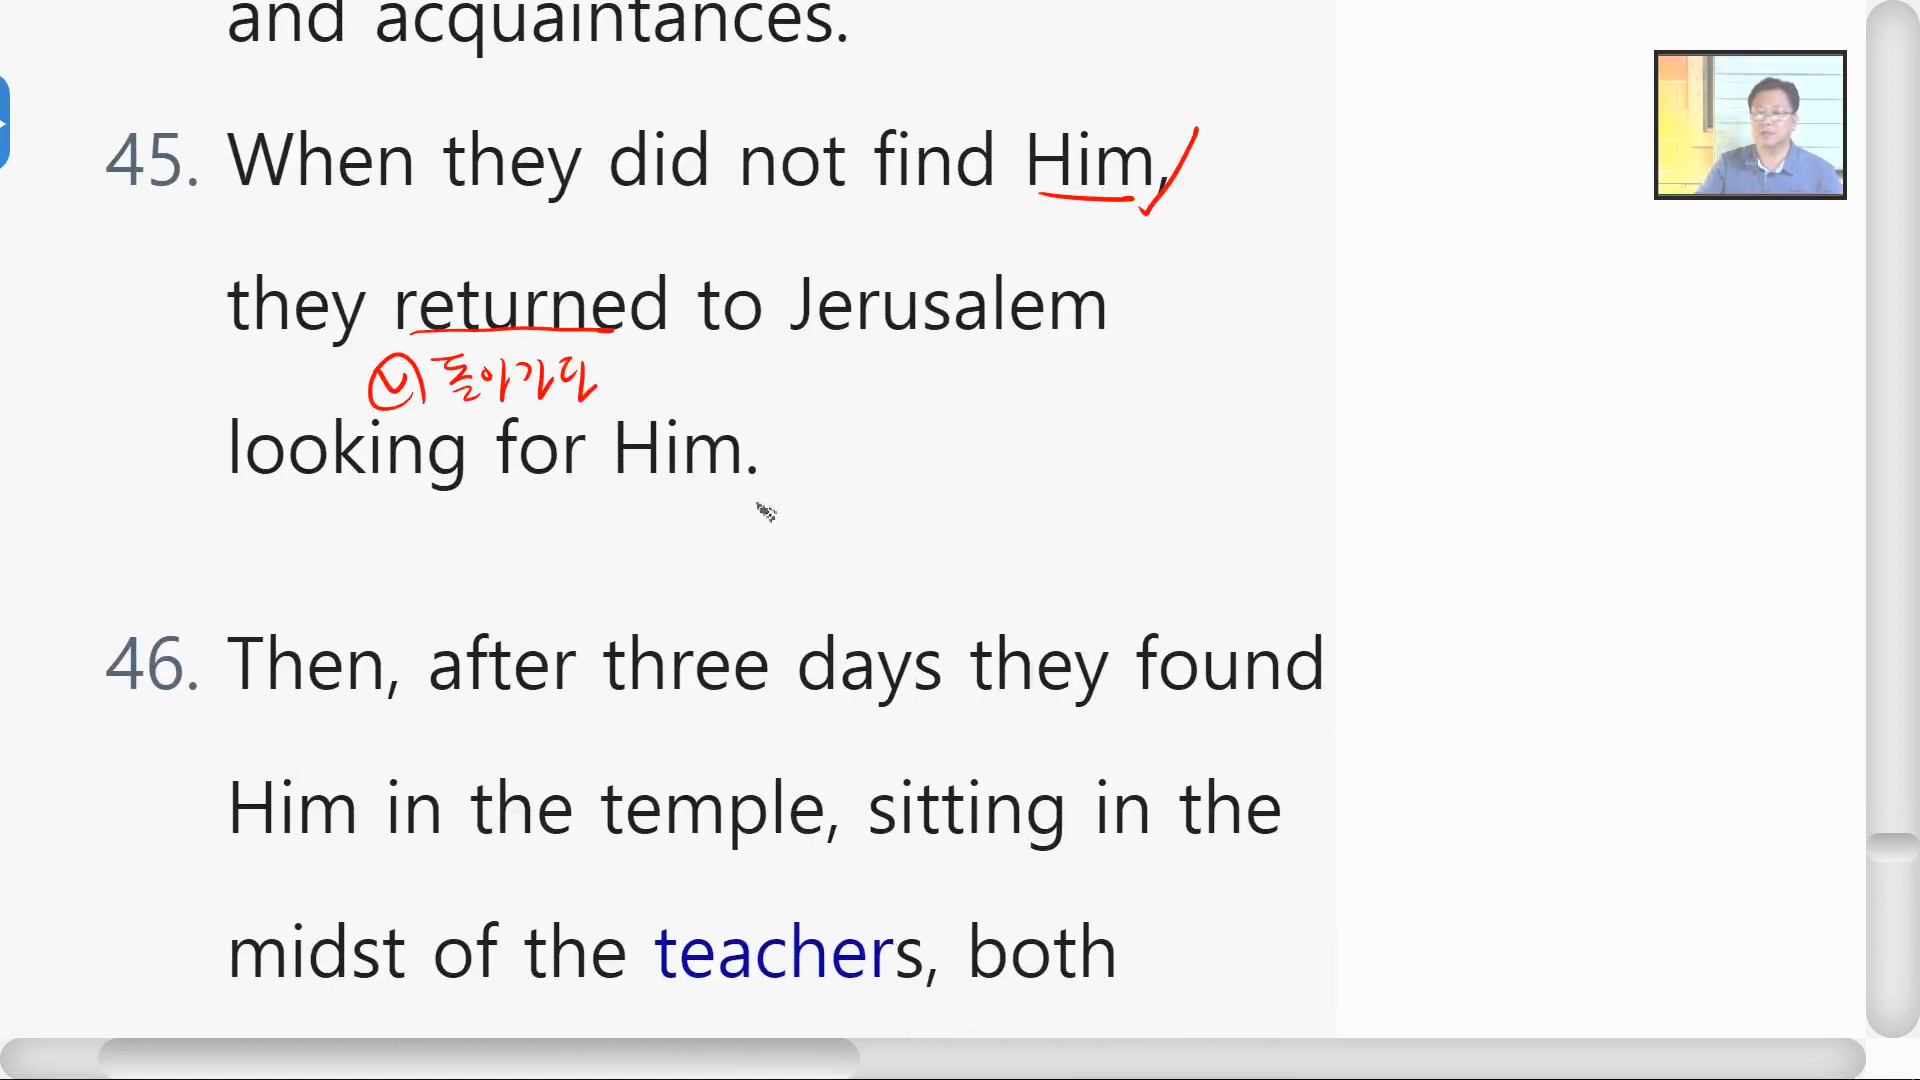 and acquaintances.
45. When they did not find Him,
they returned to Jerusalem
ⓥ 돌아가다
looking for Him.
46. Then, after three days they found
Him in the temple, sitting in the
midst of the teachers, both